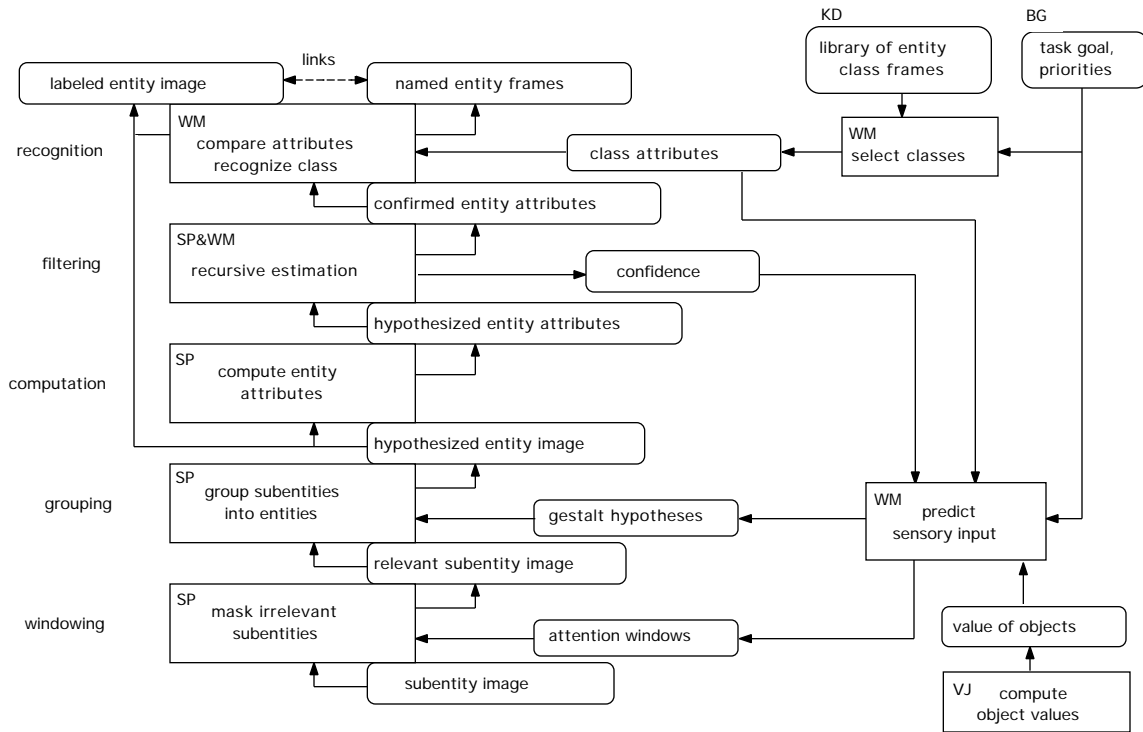 KD
BG
library of entity
class frames
task goal,
priorities
links
labeled entity image
named entity frames
WM
compare attributes
recognize class
recognition
class attributes
WM
select classes
confirmed entity attributes
SP&WM
recursive estimation
filtering
confidence
hypothesized entity attributes
SP
compute entity
attributes
computation
hypothesized entity image
SP
group subentities
into entities
grouping
gestalt hypotheses
WM
predict
sensory input
relevant subentity image
SP
mask irrelevant
subentities
windowing
attention windows
value of objects
subentity image
VJ
compute
object values